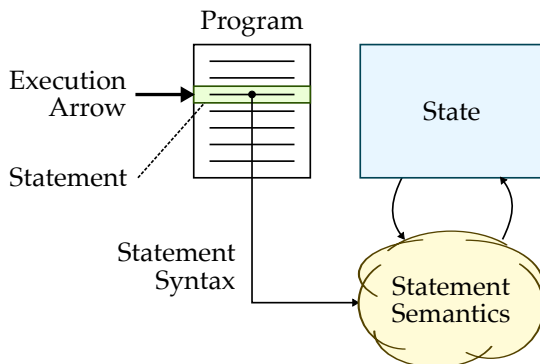 Program
Execution
Arrow
State
Statement
Statement
Syntax
Statement
Semantics